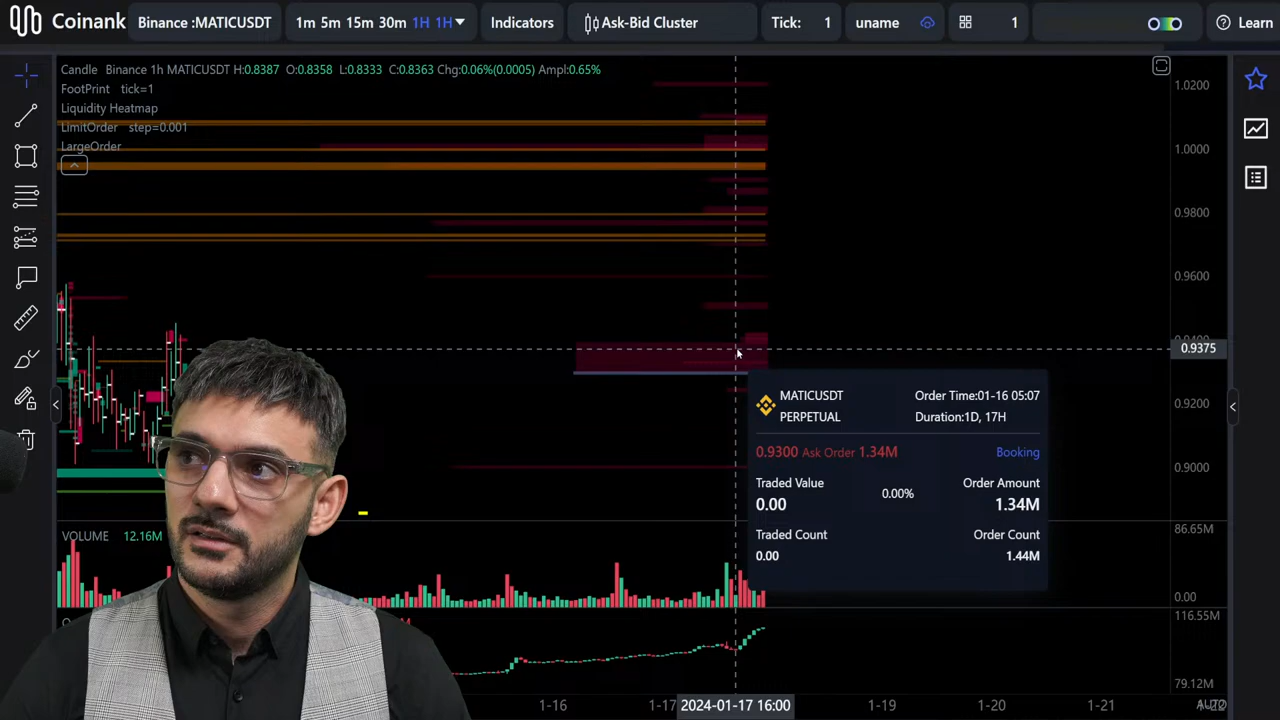 Coinank
Binance :MATICUSDT
1m 5m 15m 30m 1H 1H
Indicators
Ask-Bid Cluster
Tick: 1
uname
1
Learn
Candle Binance 1h MATICUSDT H:0.8387 O:0.8358 L:0.8333 C:0.8363 Chg:0.06%(0.0005) Ampl:0.65%
FootPrint tick=1
Liquidity Heatmap
LimitOrder step=0.001
LargeOrder
1.0200
1.0000
0.9800
0.9600
0.9400
0.9375
0.9200
0.9000
MATICUSDT
PERPETUAL
Order Time:01-16 05:07
Duration:1D, 17H
0.9300 Ask Order 1.34M
Booking
Traded Value
0.00
0.00%
Order Amount
1.34M
Traded Count
0.00
Order Count
1.44M
VOLUME 12.16M
86.65M
0.00
116.55M
79.12M
1-16
1-17
2024-01-17 16:00
1-19
1-20
1-21
1-22
AUTO